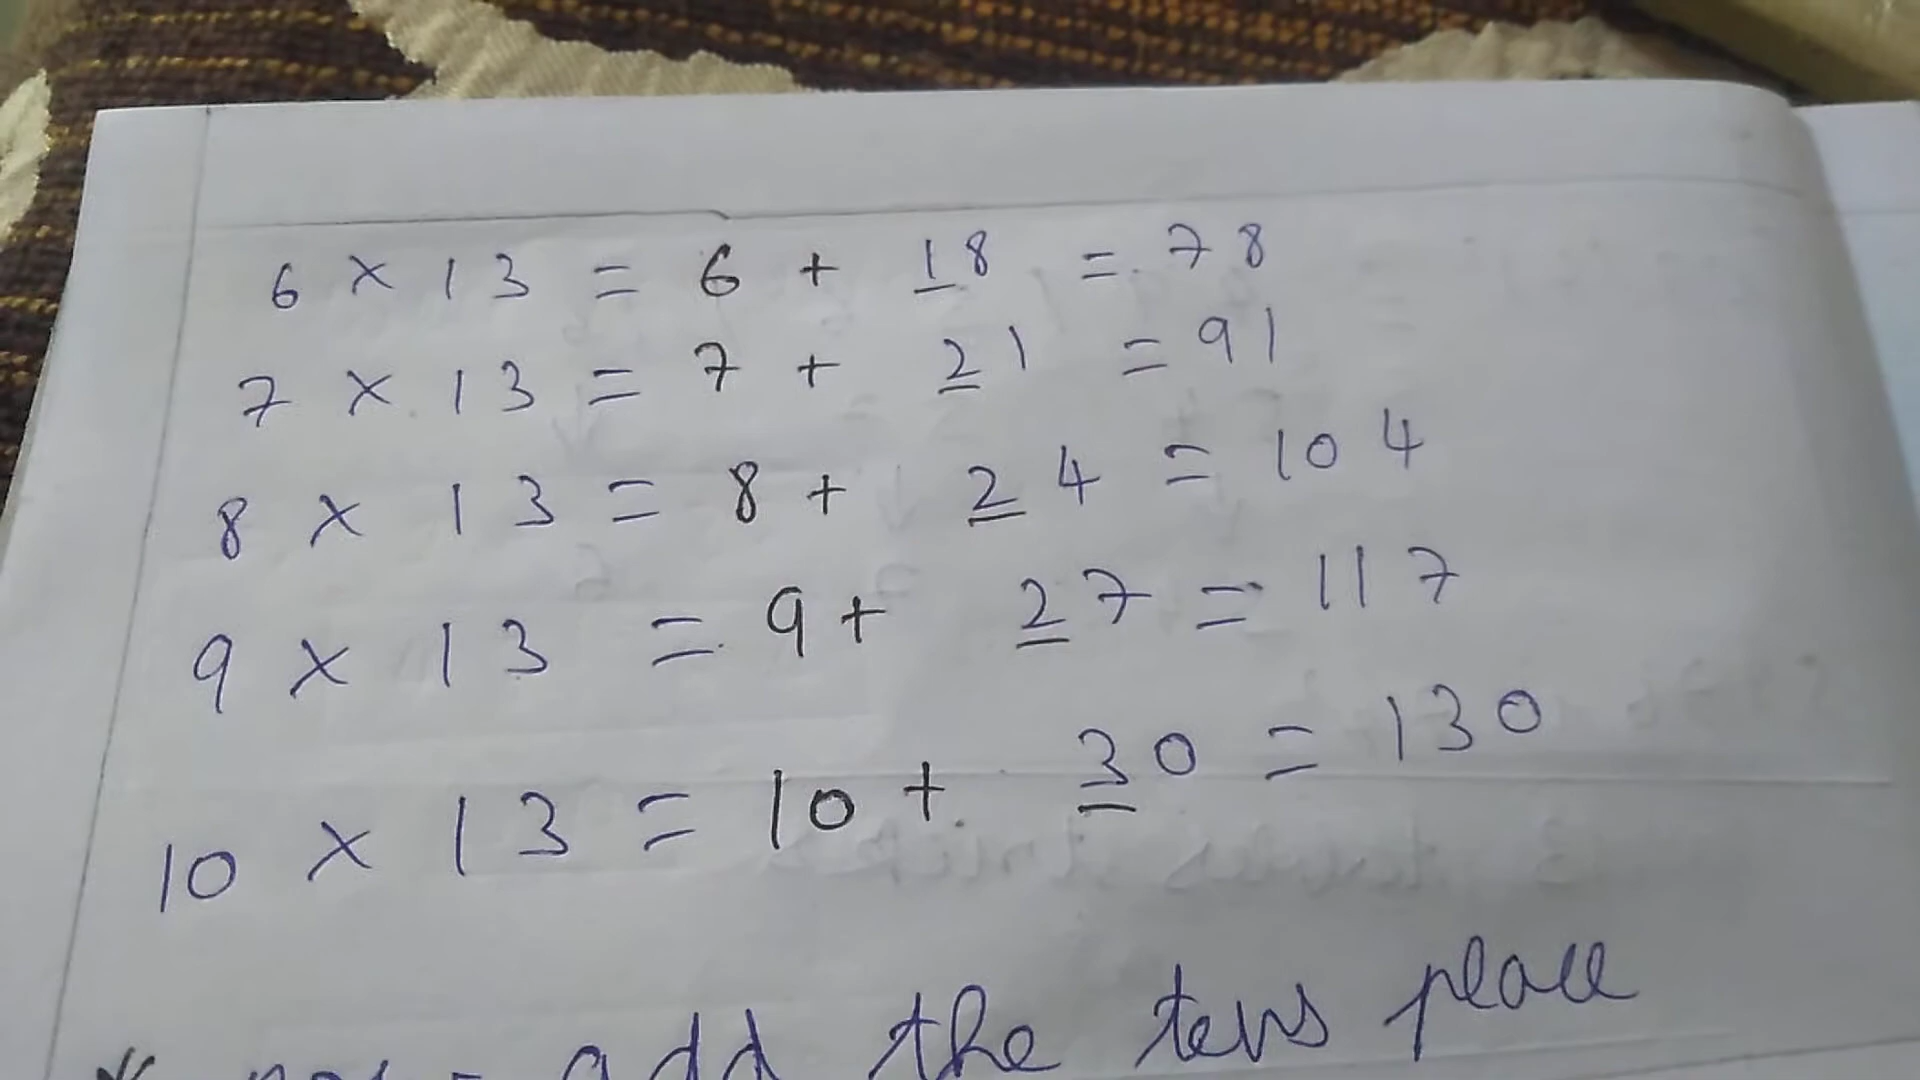 6 × 13 = 6 + 18 = 78
7 × 13 = 7 + 21 = 91
8 × 13 = 8 + 24 = 104
9 × 13 = 9 + 27 = 117
10 × 13 = 10 + 30 = 130
add the tens place